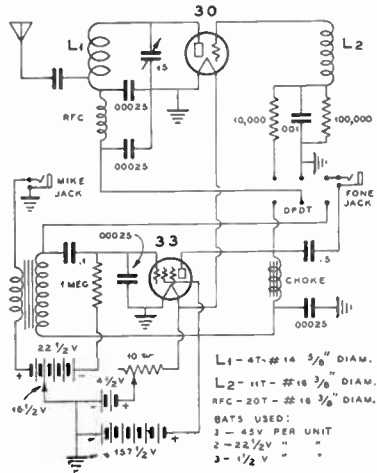 30
L1
L2
15
00025
RFC
10,000
001
100,000
00025
MIKE
JACK
DPDT
FONE
JACK
00025
33
.1
.5
1 MEG
CHOKE
22 1/2 V
10 ω
00025
+
4 1/2 V
+
16 1/2 V
157 1/2 V
+
L1 - 4T - #14 5/8" DIAM.
L2 - 11T - #16 3/8" DIAM.
RFC - 20T - #16 3/8" DIAM.
BATS USED:
3 - 45V PER UNIT
2 - 22 1/2 V " "
3 - 1 1/2 V " "